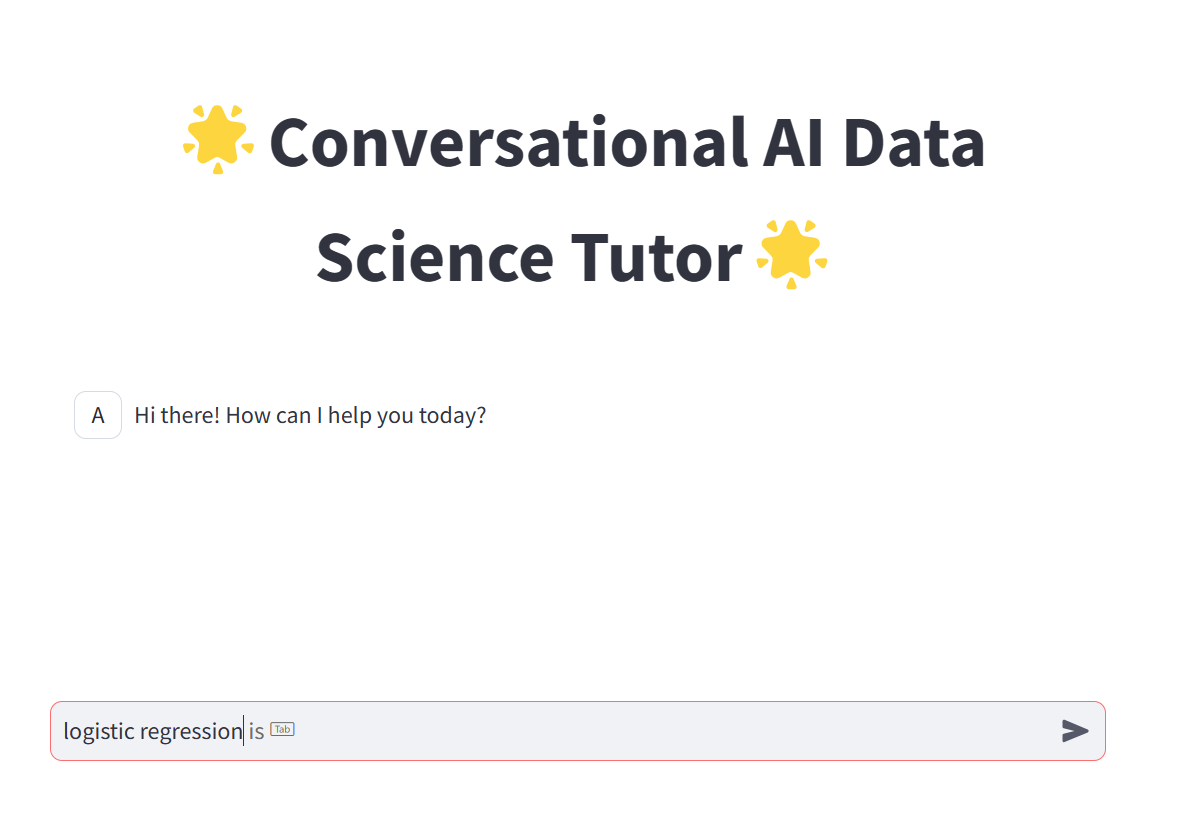 🌟 Conversational AI Data
Science Tutor 🌟
A Hi there! How can I help you today?
logistic regression is Tab